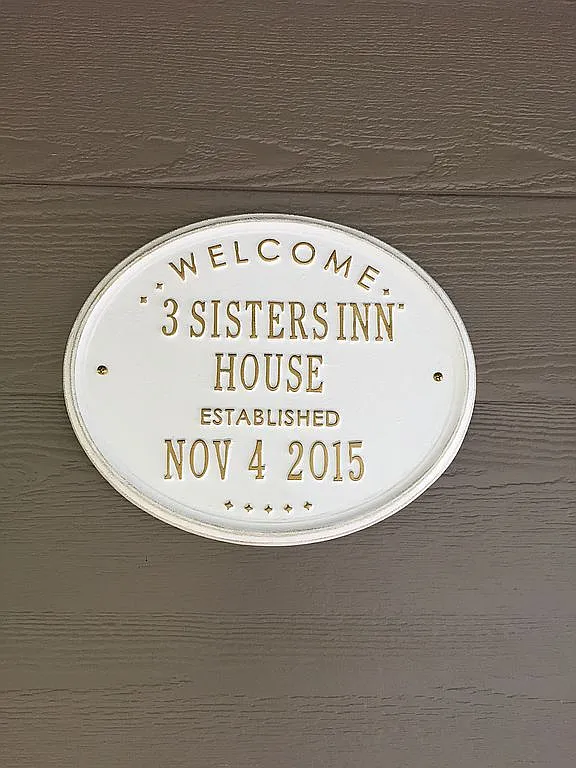 WELCOME
3 SISTERS INN"
HOUSE
ESTABLISHED
NOV 4 2015